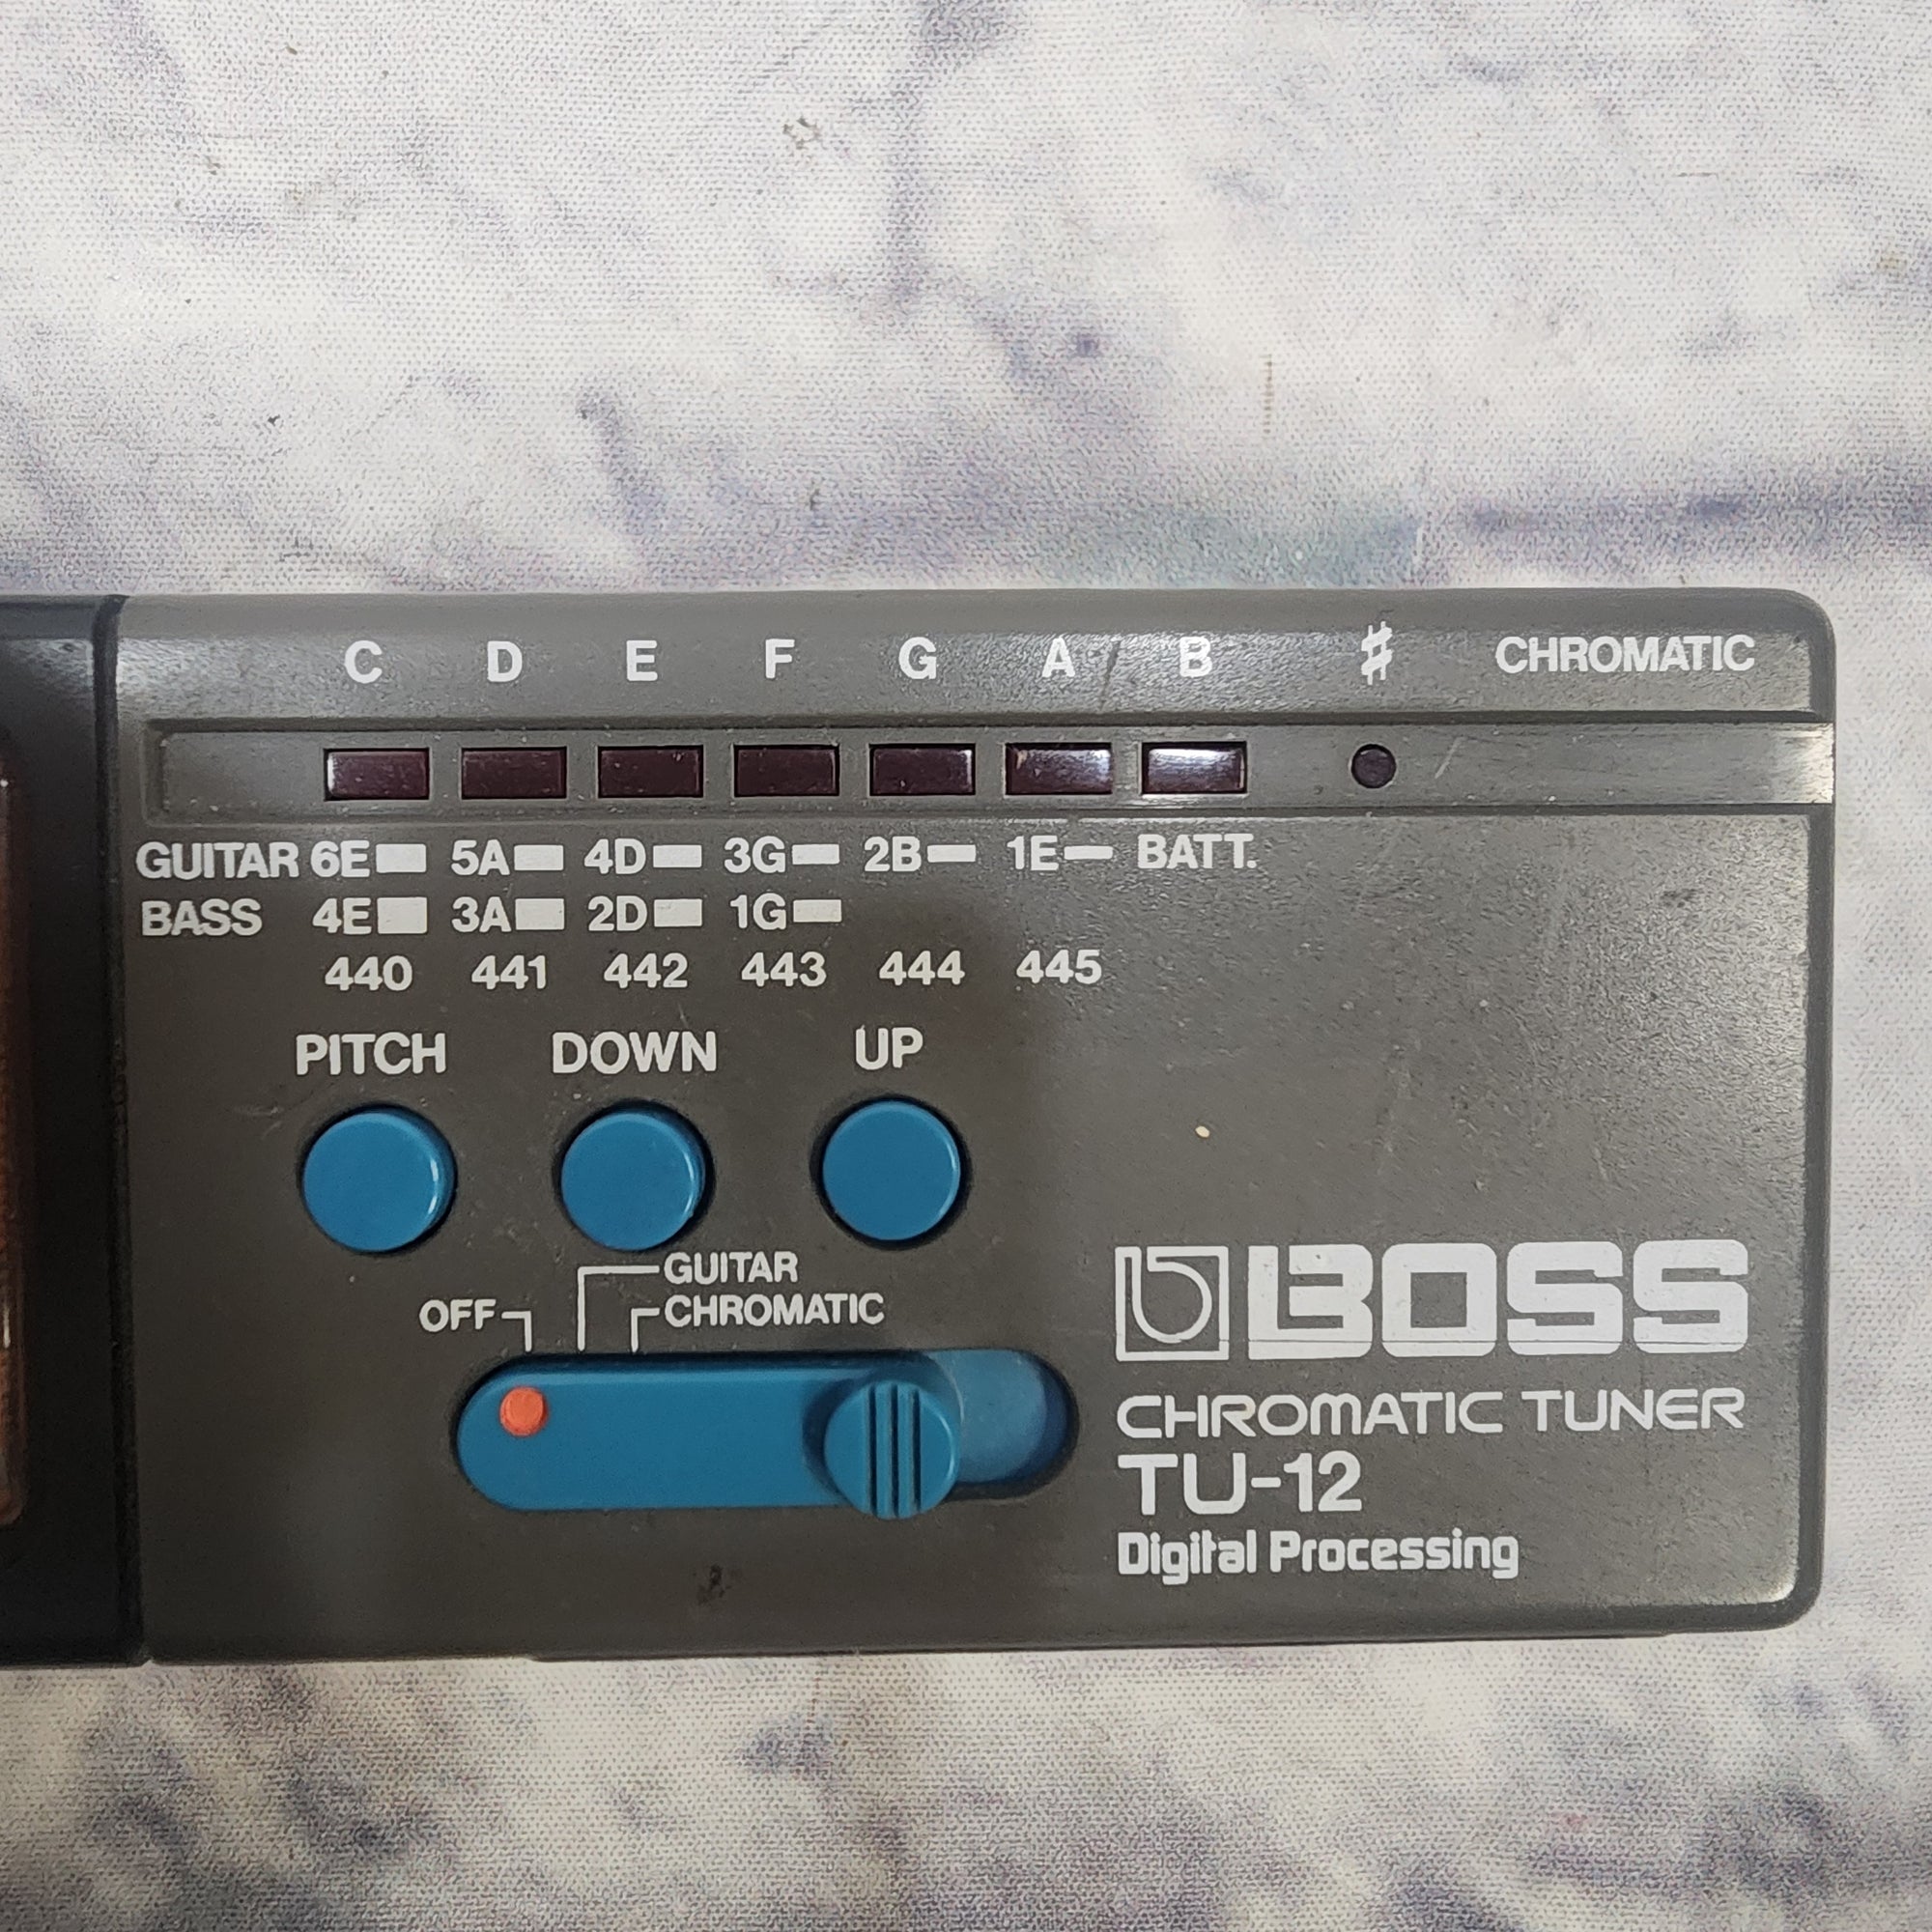 C D E F G A B ♯ CHROMATIC
GUITAR 6E 5A 4D 3G 2B 1E BATT.
BASS 4E 3A 2D 1G
440 441 442 443 444 445
PITCH DOWN UP
GUITAR
OFF CHROMATIC
BOSS
CHROMATIC TUNER
TU-12
Digital Processing